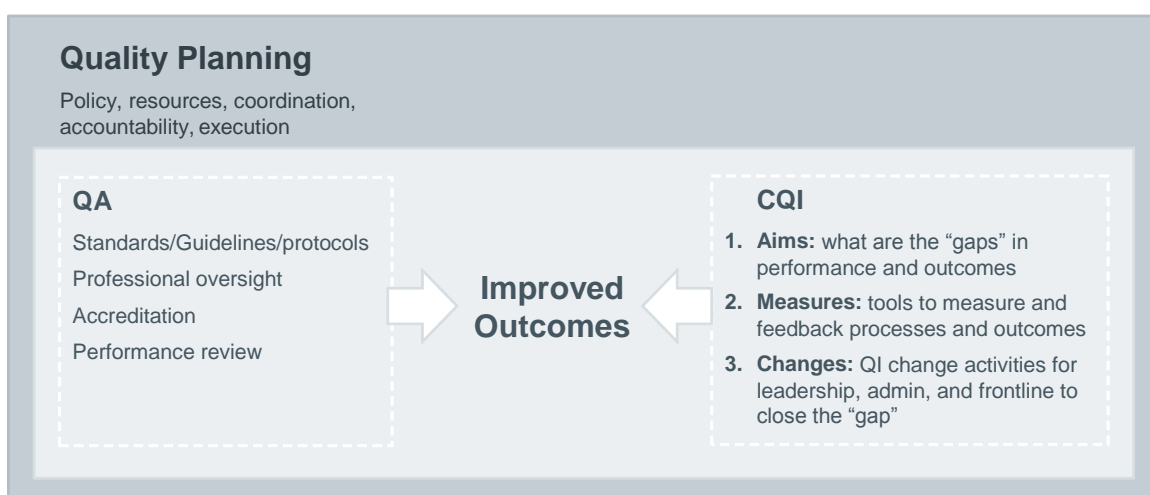 Quality Planning
Policy, resources, coordination,
accountability, execution
QA
Standards/Guidelines/protocols
Professional oversight
Accreditation
Performance review
Improved
Outcomes
CQI
1. Aims: what are the “gaps” in
performance and outcomes
2. Measures: tools to measure and
feedback processes and outcomes
3. Changes: QI change activities for
leadership, admin, and frontline to
close the “gap”